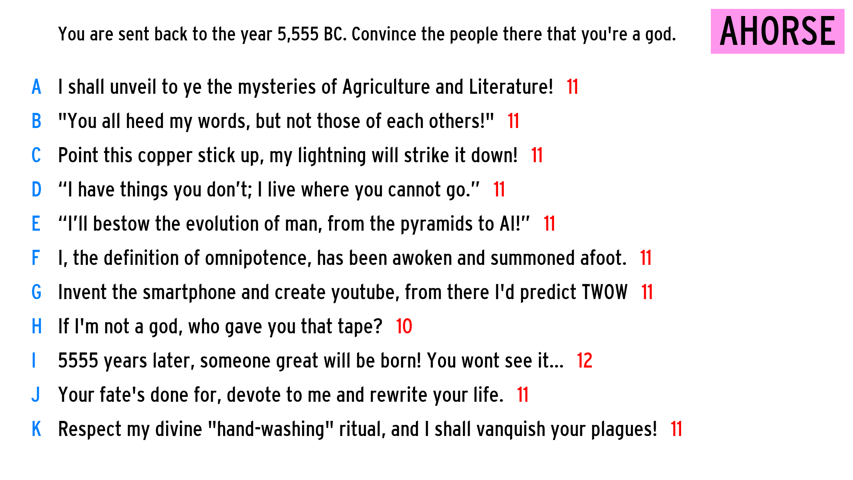 You are sent back to the year 5,555 BC. Convince the people there that you're a god. AHORSE
A I shall unveil to ye the mysteries of Agriculture and Literature! 11
B "You all heed my words, but not those of each others!" 11
C Point this copper stick up, my lightning will strike it down! 11
D “I have things you don’t; I live where you cannot go.” 11
E “I’ll bestow the evolution of man, from the pyramids to AI!” 11
F I, the definition of omnipotence, has been awoken and summoned afoot. 11
G Invent the smartphone and create youtube, from there I'd predict TWOW 11
H If I'm not a god, who gave you that tape? 10
I 5555 years later, someone great will be born! You wont see it... 12
J Your fate's done for, devote to me and rewrite your life. 11
K Respect my divine "hand-washing" ritual, and I shall vanquish your plagues! 11